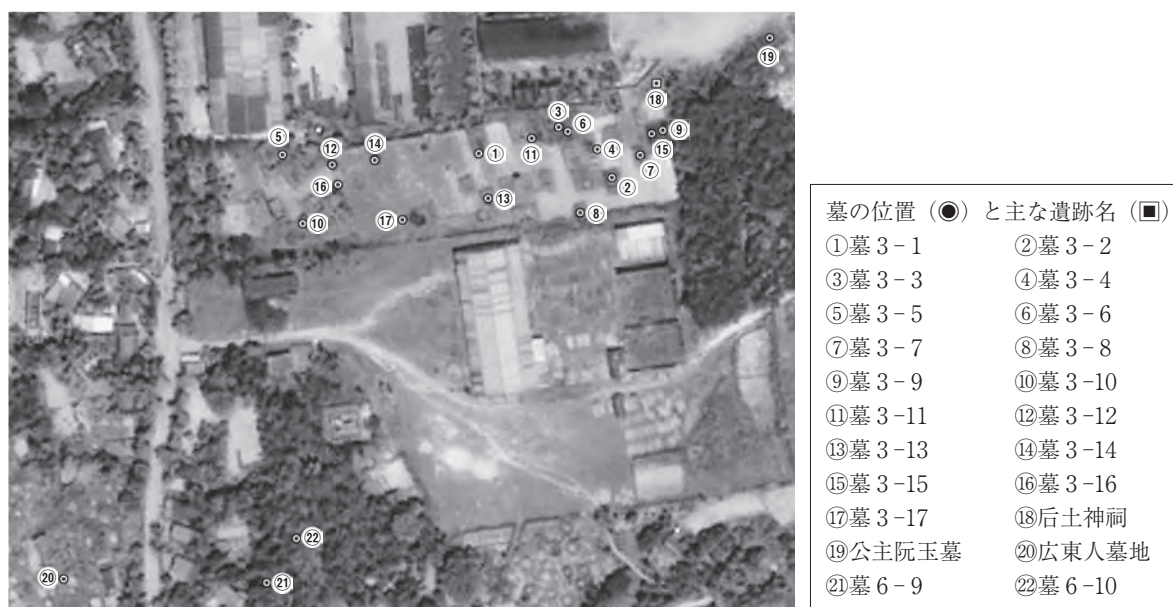 ⑲
⑱
③
⑥
⑤
⑫
⑭
①
⑪
④
⑨
⑮
⑦
⑯
②
⑬
⑩
⑰
⑧
㉒
⑳
㉑
墓の位置（◉）と主な遺跡名（▣）
①墓3-1 ②墓3-2
③墓3-3 ④墓3-4
⑤墓3-5 ⑥墓3-6
⑦墓3-7 ⑧墓3-8
⑨墓3-9 ⑩墓3-10
⑪墓3-11 ⑫墓3-12
⑬墓3-13 ⑭墓3-14
⑮墓3-15 ⑯墓3-16
⑰墓3-17 ⑱后土神祠
⑲公主阮玉墓 ⑳広東人墓地
㉑墓6-9 ㉒墓6-10